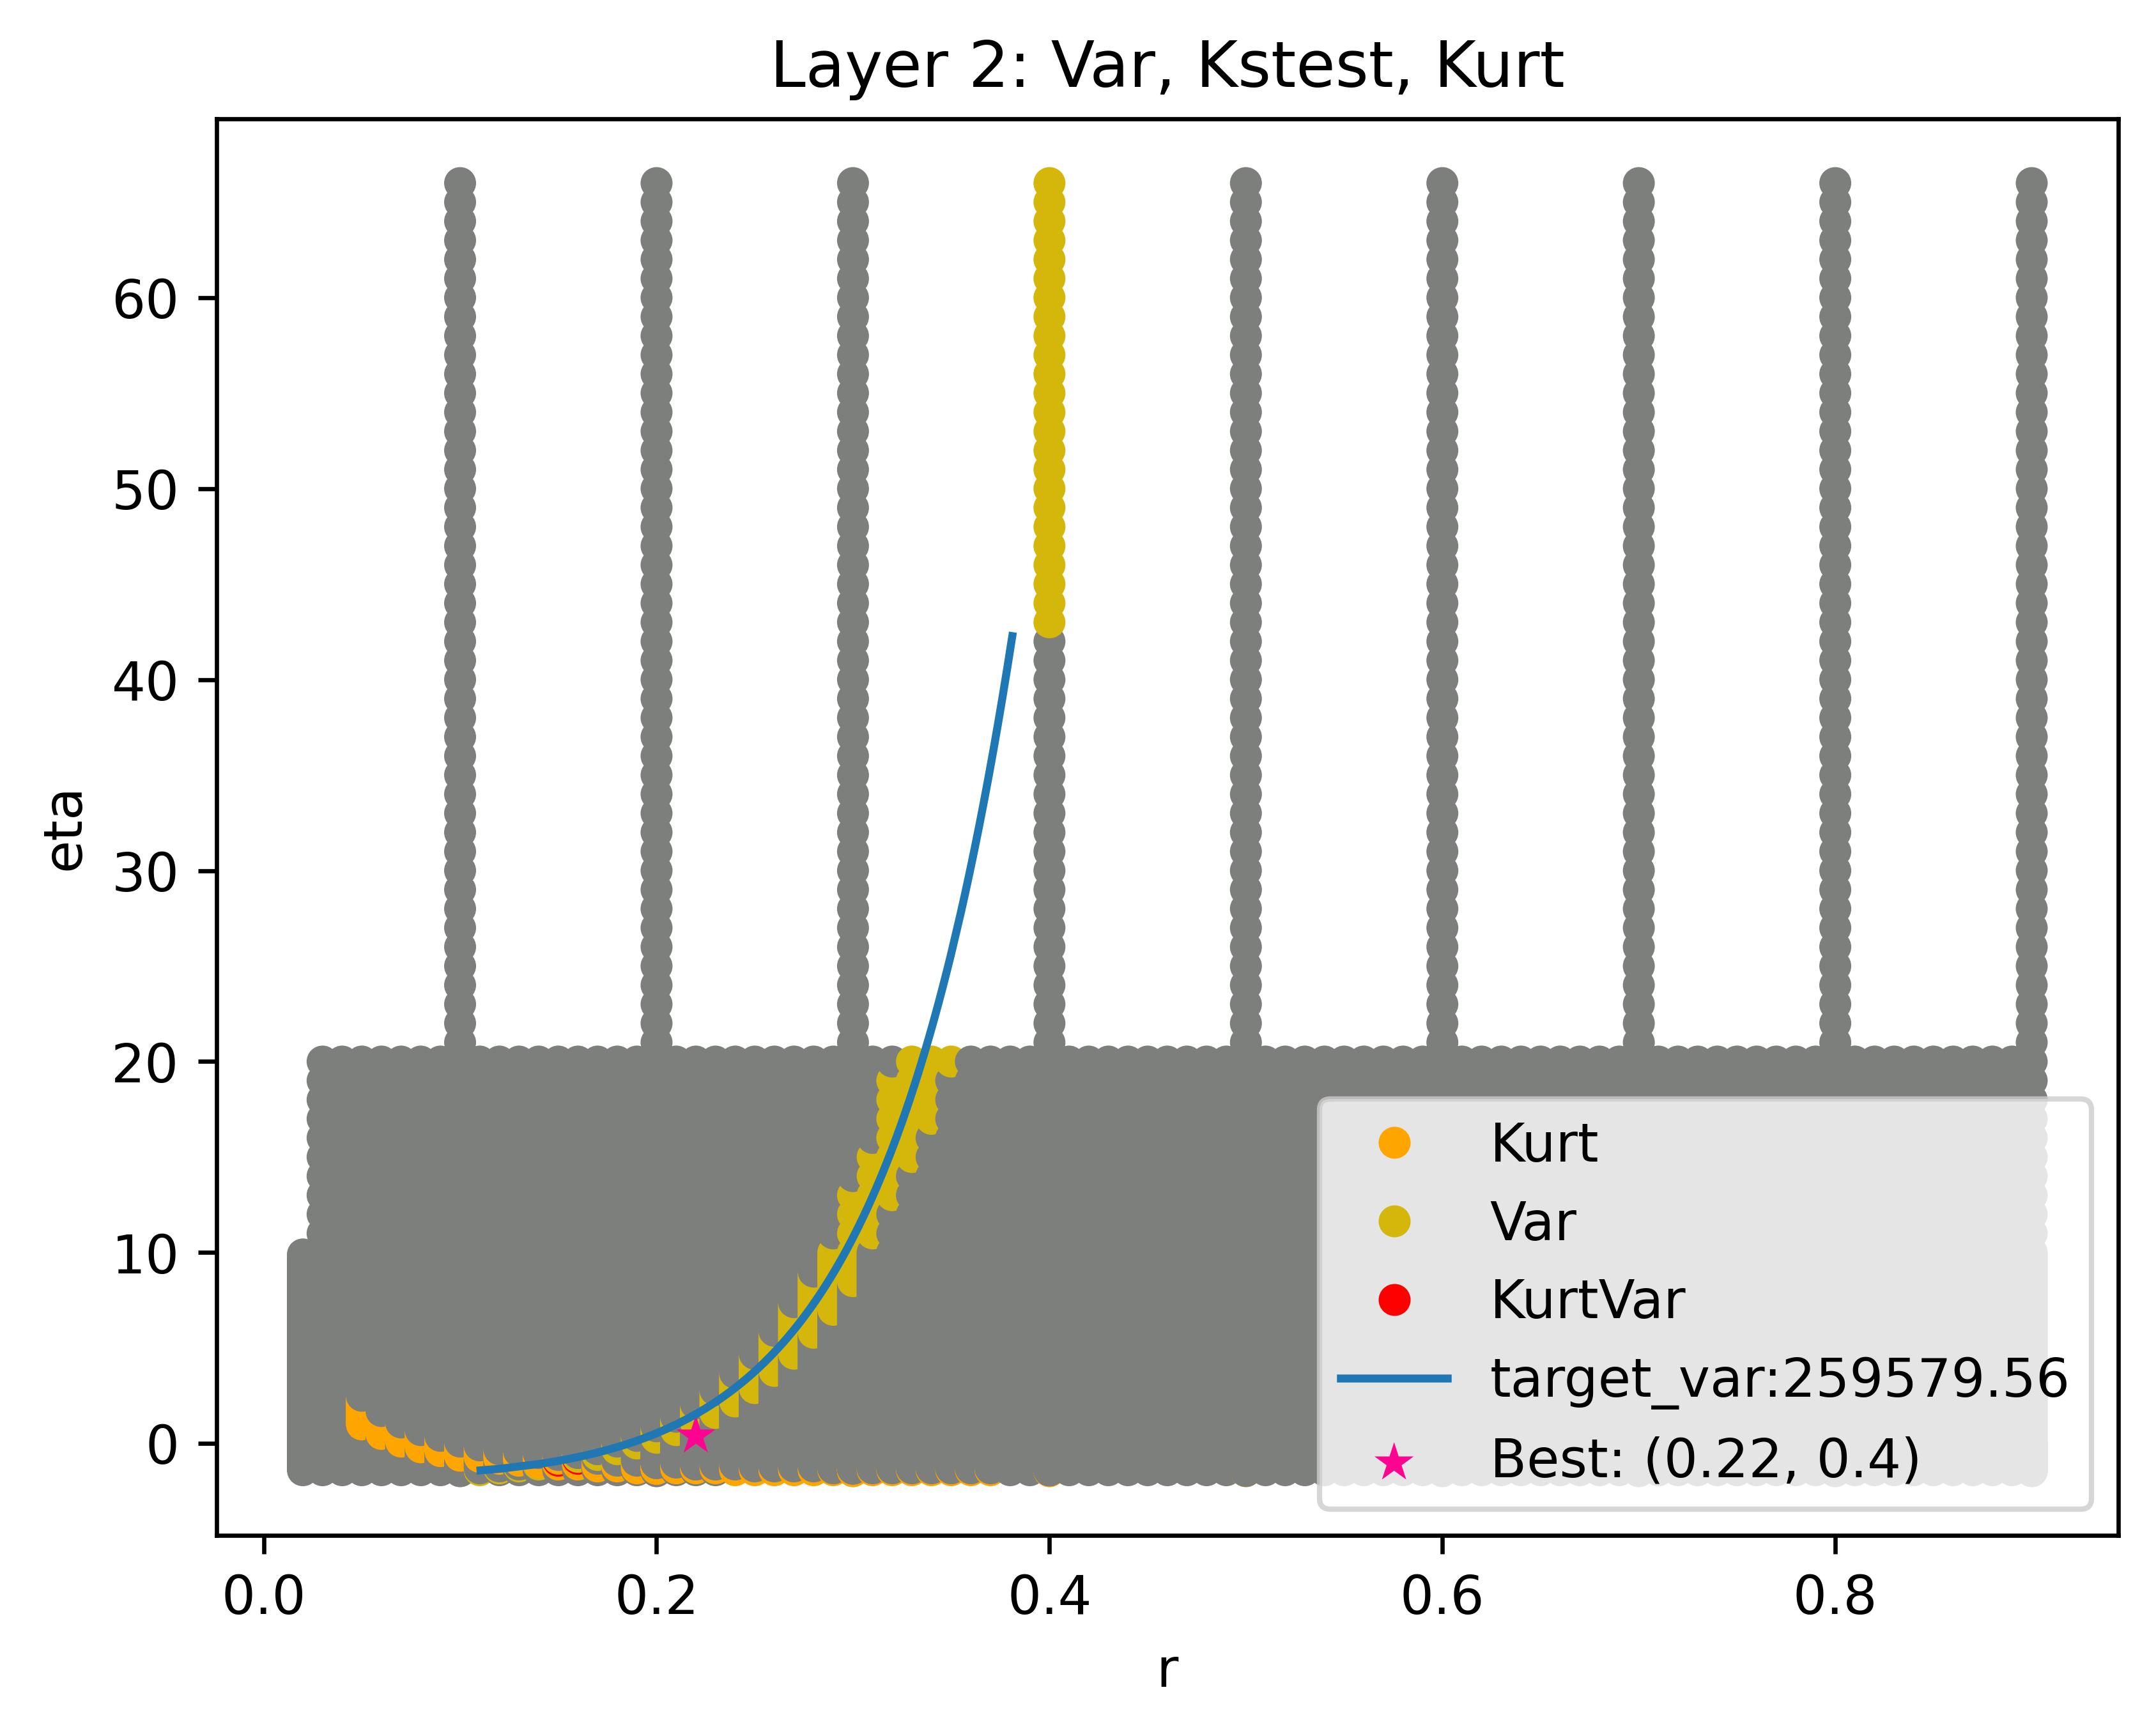 Layer 2: Var, Kstest, Kurt
60
50
40
30
20
10
0
eta
Kurt
Var
KurtVar
target_var:259579.56
Best: (0.22, 0.4)
0.0 0.2 0.4 0.6 0.8
r